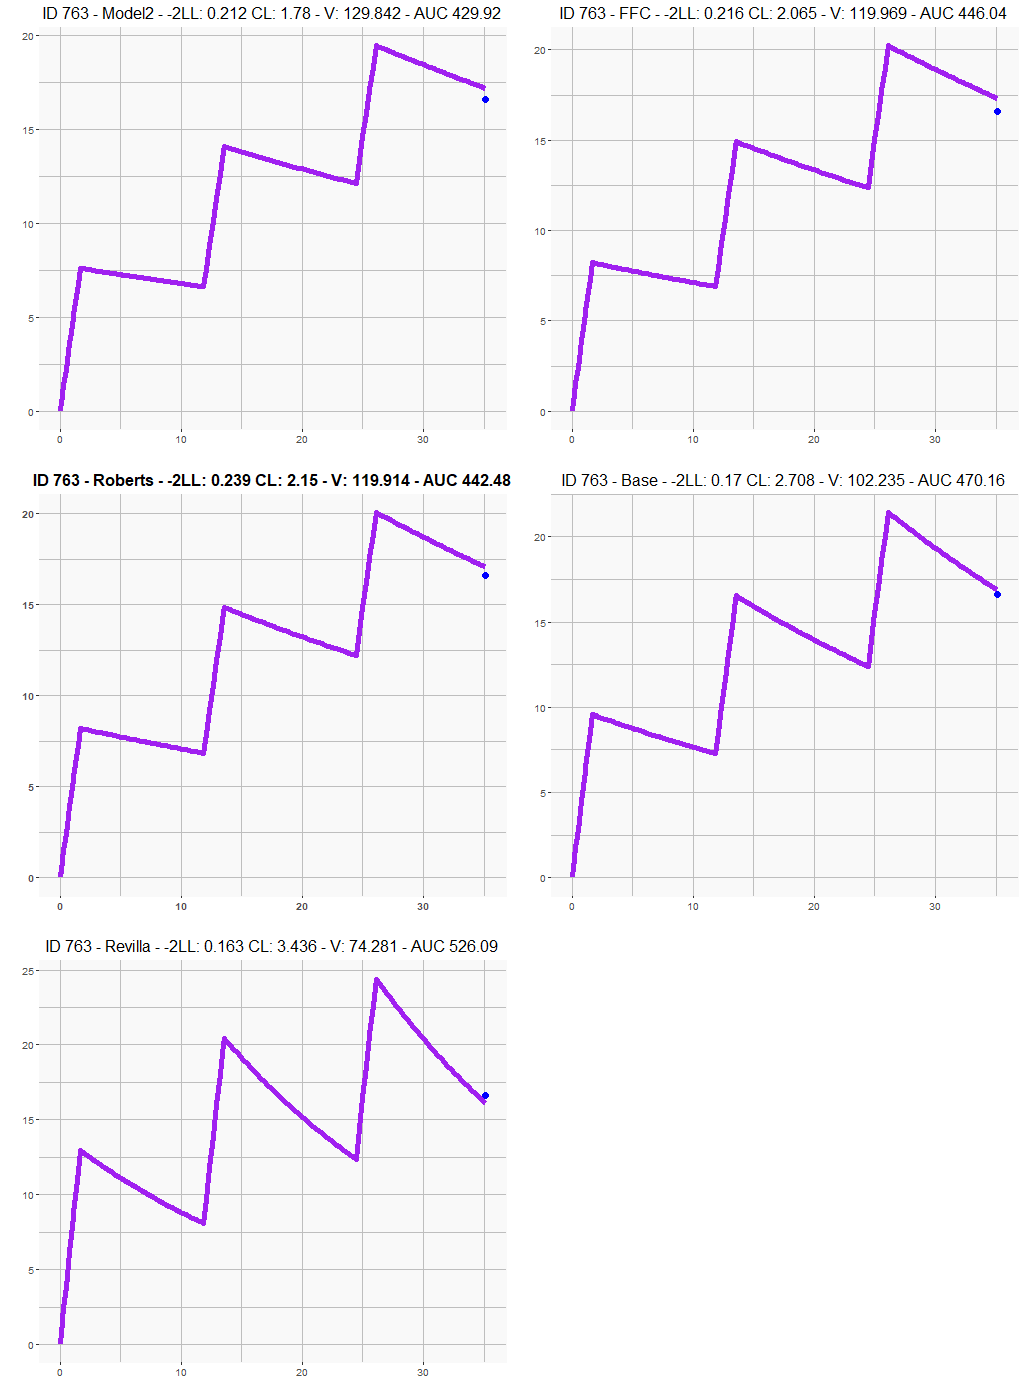 ID 763 - Model2 - -2LL: 0.212 CL: 1.78 - V: 129.842 - AUC 429.92
20
15
10
5
0
0 10 20 30
ID 763 - FFC - -2LL: 0.216 CL: 2.065 - V: 119.969 - AUC 446.04
20
15
10
5
0
0 10 20 30
ID 763 - Roberts - -2LL: 0.239 CL: 2.15 - V: 119.914 - AUC 442.48
20
15
10
5
0
0 10 20 30
ID 763 - Base - -2LL: 0.17 CL: 2.708 - V: 102.235 - AUC 470.16
20
15
10
5
0
0 10 20 30
ID 763 - Revilla - -2LL: 0.163 CL: 3.436 - V: 74.281 - AUC 526.09
25
20
15
10
5
0
0 10 20 30